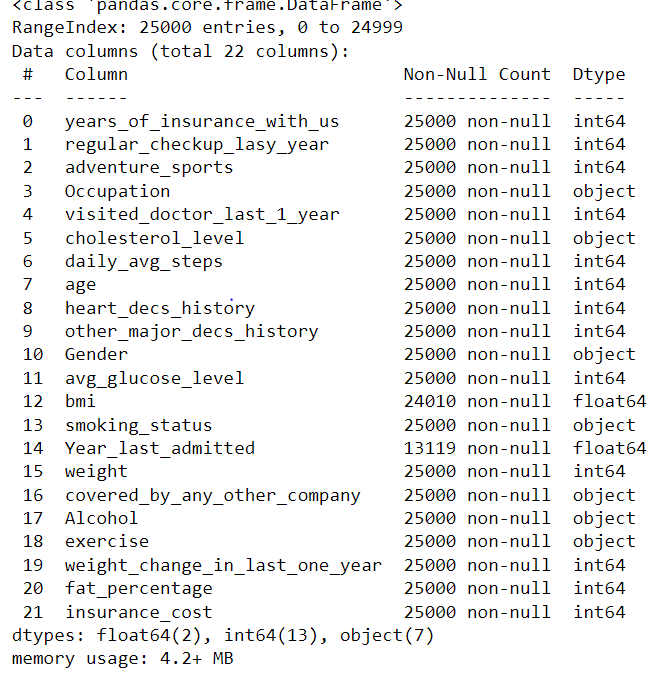 <class 'pandas.core.frame.DataFrame'>
RangeIndex: 25000 entries, 0 to 24999
Data columns (total 22 columns):
 #   Column                        Non-Null Count  Dtype
---  ------                        --------------  -----
 0   years_of_insurance_with_us    25000 non-null  int64
 1   regular_checkup_lasy_year     25000 non-null  int64
 2   adventure_sports              25000 non-null  int64
 3   Occupation                    25000 non-null  object
 4   visited_doctor_last_1_year    25000 non-null  int64
 5   cholesterol_level             25000 non-null  object
 6   daily_avg_steps               25000 non-null  int64
 7   age                           25000 non-null  int64
 8   heart_decs_history            25000 non-null  int64
 9   other_major_decs_history      25000 non-null  int64
 10  Gender                        25000 non-null  object
 11  avg_glucose_level             25000 non-null  int64
 12  bmi                           24010 non-null  float64
 13  smoking_status                25000 non-null  object
 14  Year_last_admitted            13119 non-null  float64
 15  weight                        25000 non-null  int64
 16  covered_by_any_other_company  25000 non-null  object
 17  Alcohol                       25000 non-null  object
 18  exercise                      25000 non-null  object
 19  weight_change_in_last_one_year  25000 non-null  int64
 20  fat_percentage                25000 non-null  int64
 21  insurance_cost                25000 non-null  int64
dtypes: float64(2), int64(13), object(7)
memory usage: 4.2+ MB